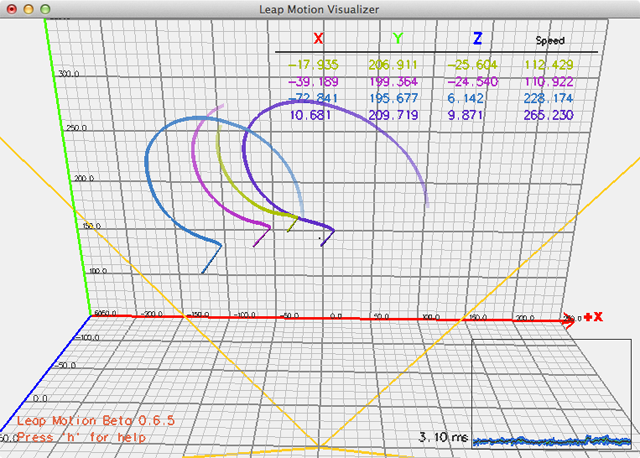 Leap Motion Visualizer
X Y Z Speed
-17.935 206.911 -25.604 112.429
-39.189 199.364 -24.540 110.922
-72.841 195.677 6.142 228.174
10.681 209.719 9.871 265.230
300.0
250.0
200.0
150.0
100.0
-200.0 -150.0 -100.0 -50.0 0.0 50.0 100.0 150.0 200.0 +X
-100.0
-50.0
0.0
Leap Motion Beta 0.6.5
Press 'h' for help
3.10 ms